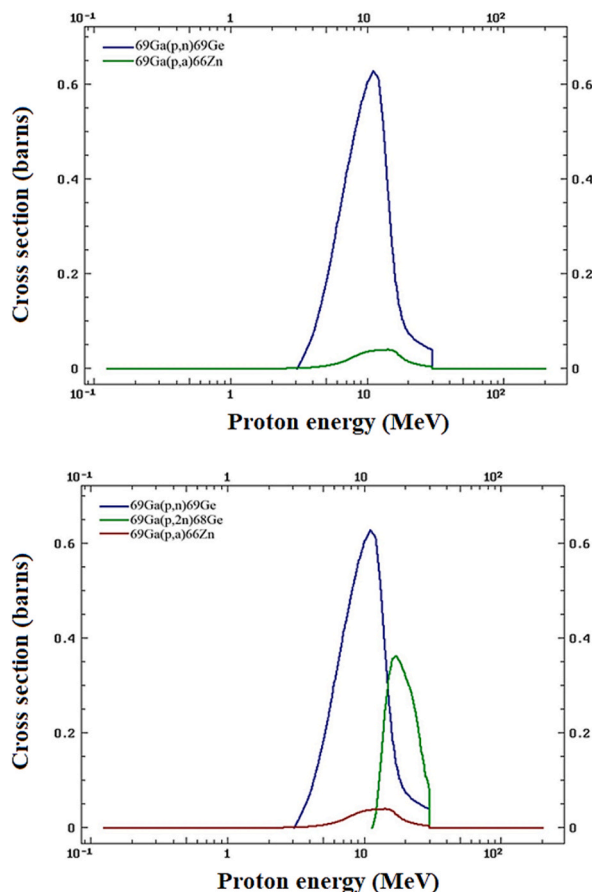 10⁻¹ 1 10 10²
69Ga(p,n)69Ge
69Ga(p,a)66Zn
0.6
0.6
0.4
0.4
0.2
0.2
0
0
Cross section (barns)
10⁻¹ 1 10 10²
Proton energy (MeV)
10⁻¹ 1 10 10²
69Ga(p,n)69Ge
69Ga(p,2n)68Ge
69Ga(p,a)66Zn
0.6
0.6
0.4
0.4
0.2
0.2
0
0
Cross section (barns)
10⁻¹ 1 10 10²
Proton energy (MeV)